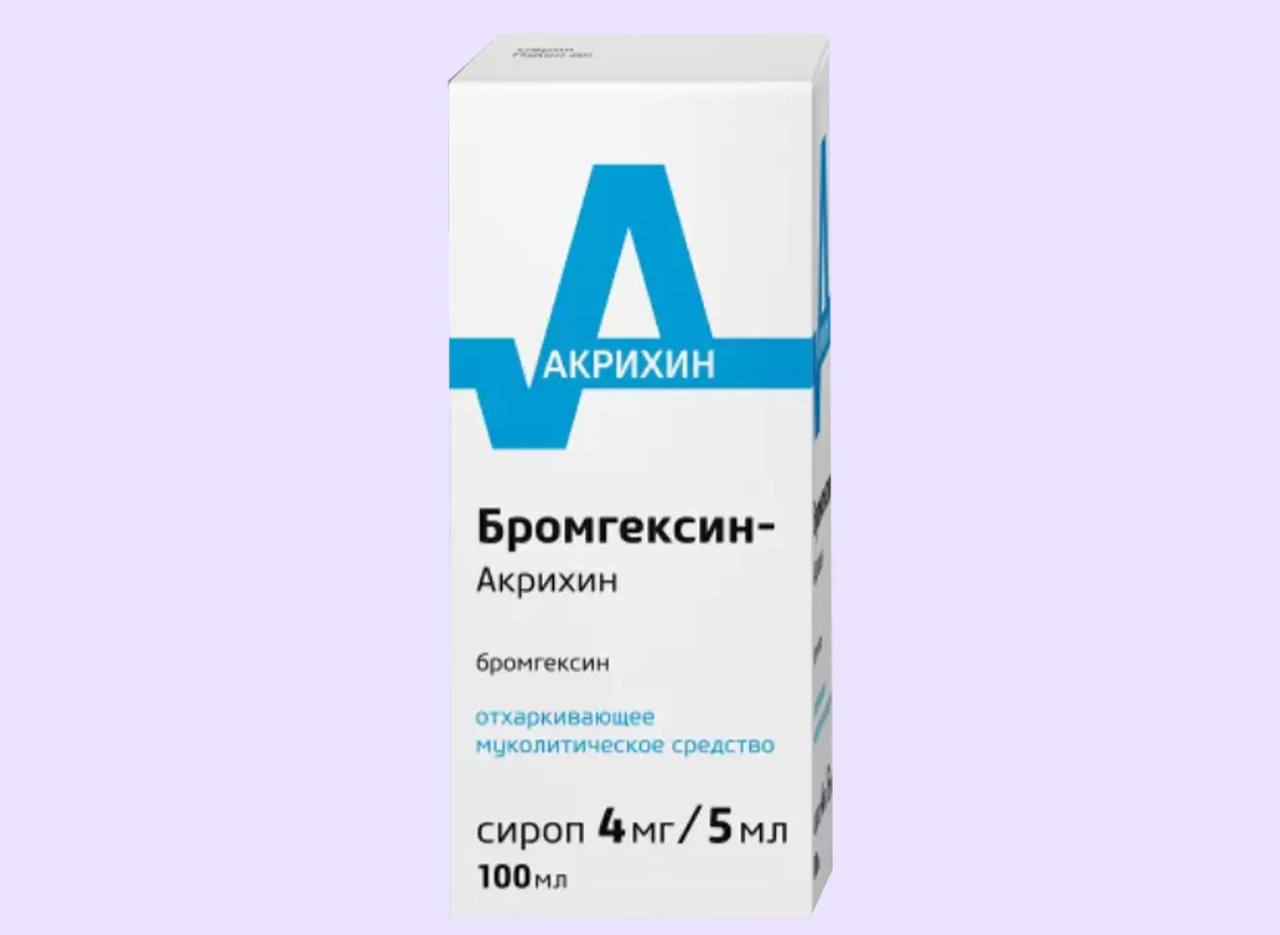 АКРИХИН
Бромгексин-
Акрихин
бромгексин
отхаркивающее
муколитическое средство
сироп 4 мг/5 мл
100 мл